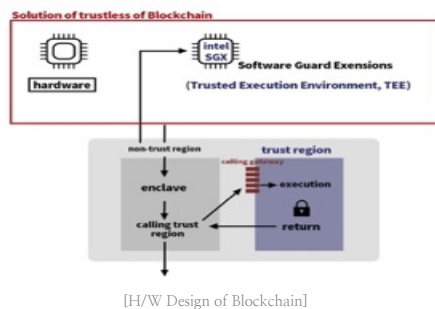 Solution of trustless of Blockchain
intel
SGX
Software Guard Exensions
hardware
(Trusted Execution Environment, TEE)
non-trust region
trust region
calling gateway
enclave
execution
calling trust
region
return
[H/W Design of Blockchain]